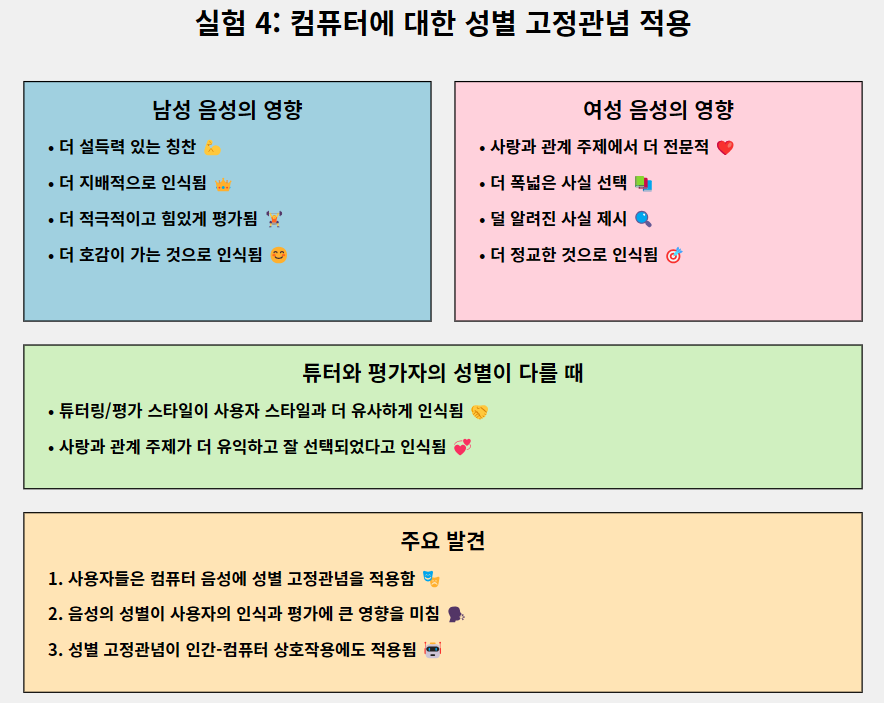 실험 4: 컴퓨터에 대한 성별 고정관념 적용
남성 음성의 영향
• 더 설득력 있는 칭찬 💪
• 더 지배적으로 인식됨 👑
• 더 적극적이고 힘있게 평가됨 🏋️
• 더 호감이 가는 것으로 인식됨 😊
여성 음성의 영향
• 사랑과 관계 주제에서 더 전문적 ❤️
• 더 폭넓은 사실 선택 📚
• 덜 알려진 사실 제시 🔍
• 더 정교한 것으로 인식됨 🎯
튜터와 평가자의 성별이 다를 때
• 튜터링/평가 스타일이 사용자 스타일과 더 유사하게 인식됨 🤝
• 사랑과 관계 주제가 더 유익하고 잘 선택되었다고 인식됨 💞
주요 발견
1. 사용자들은 컴퓨터 음성에 성별 고정관념을 적용함 🎭
2. 음성의 성별이 사용자의 인식과 평가에 큰 영향을 미침 🗣️
3. 성별 고정관념이 인간-컴퓨터 상호작용에도 적용됨 🤖